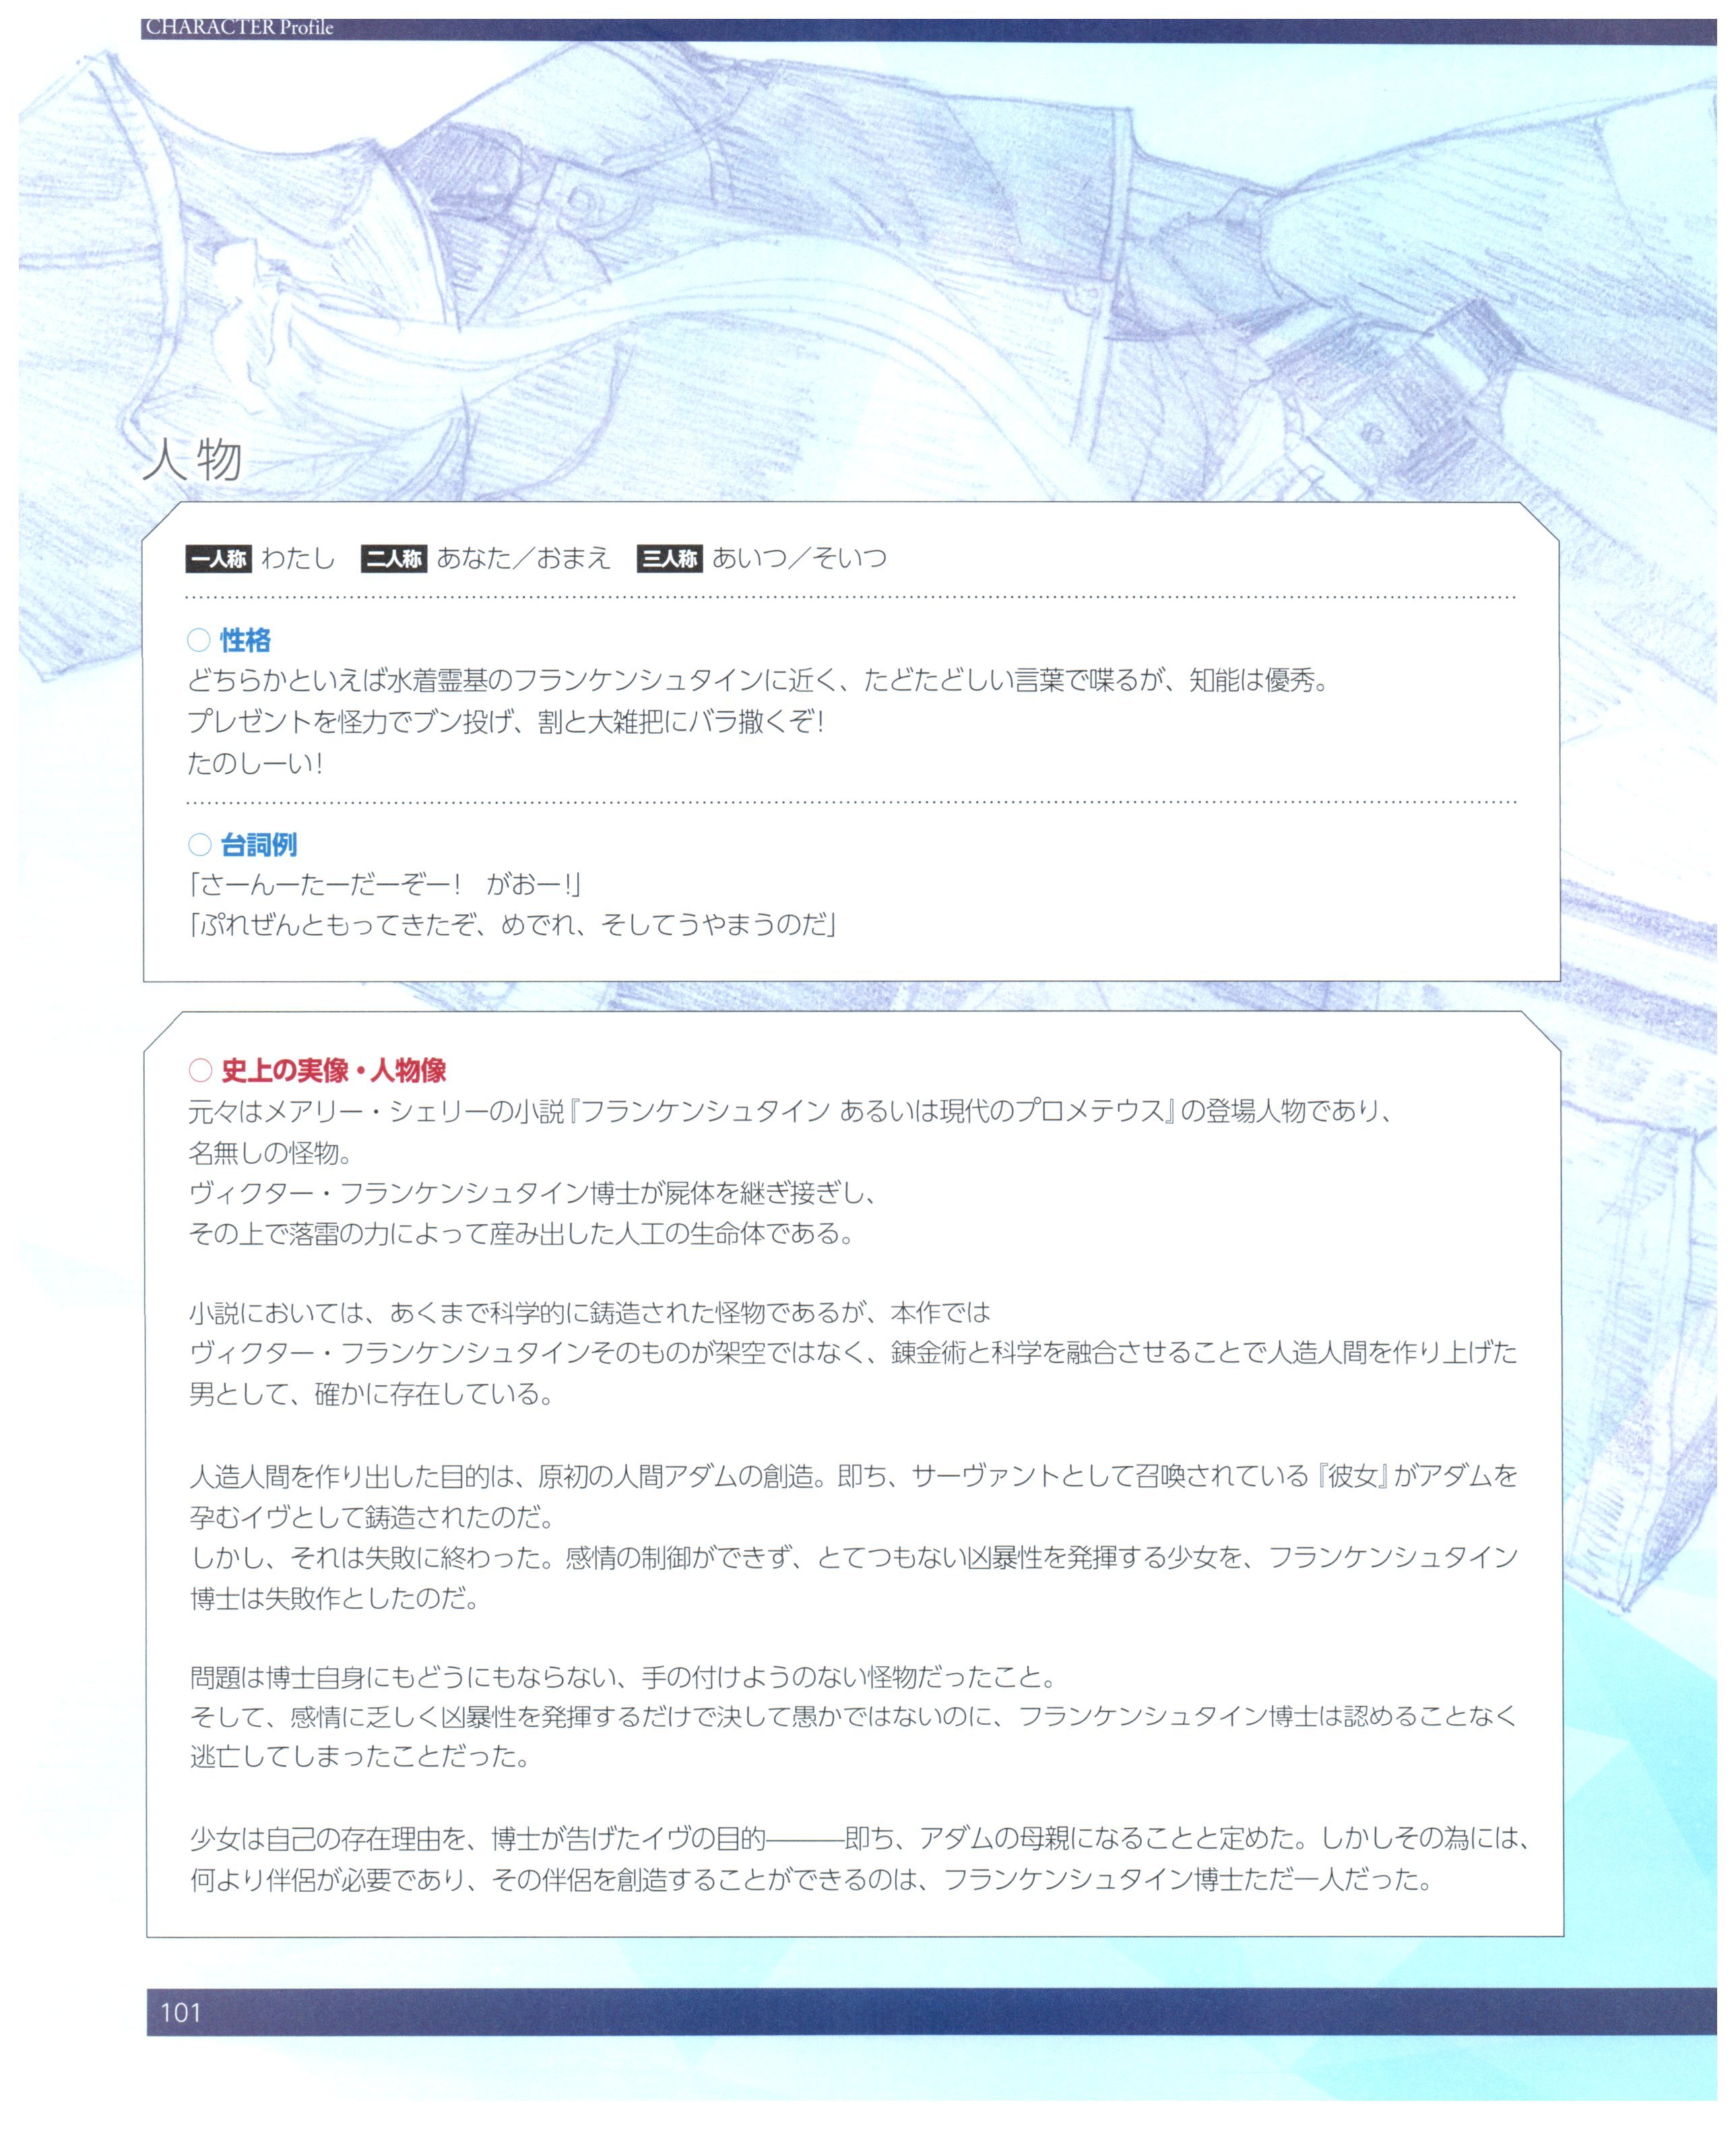 CHARACTER Profile
人物
一人称 わたし 二人称 あなた／おまえ 三人称 あいつ／そいつ
○ 性格
どちらかといえば水着霊基のフランケンシュタインに近く、たどたどしい言葉で喋るが、知能は優秀。
プレゼントを怪力でブン投げ、割と大雑把にバラ撒くぞ！
たのしーい！
○ 台詞例
「さーんーたーだーぞー！　がおー！」
「ぷれぜんともってきたぞ、めでれ、そしてうやまうのだ」
○ 史上の実像・人物像
元々はメアリー・シェリーの小説『フランケンシュタイン あるいは現代のプロメテウス』の登場人物であり、
名無しの怪物。
ヴィクター・フランケンシュタイン博士が屍体を継ぎ接ぎし、
その上で落雷の力によって産み出した人工の生命体である。
小説においては、あくまで科学的に鋳造された怪物であるが、本作では
ヴィクター・フランケンシュタインそのものが架空ではなく、錬金術と科学を融合させることで人造人間を作り上げた
男として、確かに存在している。
人造人間を作り出した目的は、原初の人間アダムの創造。即ち、サーヴァントとして召喚されている『彼女』がアダムを
孕むイヴとして鋳造されたのだ。
しかし、それは失敗に終わった。感情の制御ができず、とてつもない凶暴性を発揮する少女を、フランケンシュタイン
博士は失敗作としたのだ。
問題は博士自身にもどうにもならない、手の付けようのない怪物だったこと。
そして、感情に乏しく凶暴性を発揮するだけで決して愚かではないのに、フランケンシュタイン博士は認めることなく
逃亡してしまったことだった。
少女は自己の存在理由を、博士が告げたイヴの目的―――即ち、アダムの母親になることと定めた。しかしその為には、
何より伴侶が必要であり、その伴侶を創造することができるのは、フランケンシュタイン博士ただ一人だった。
101